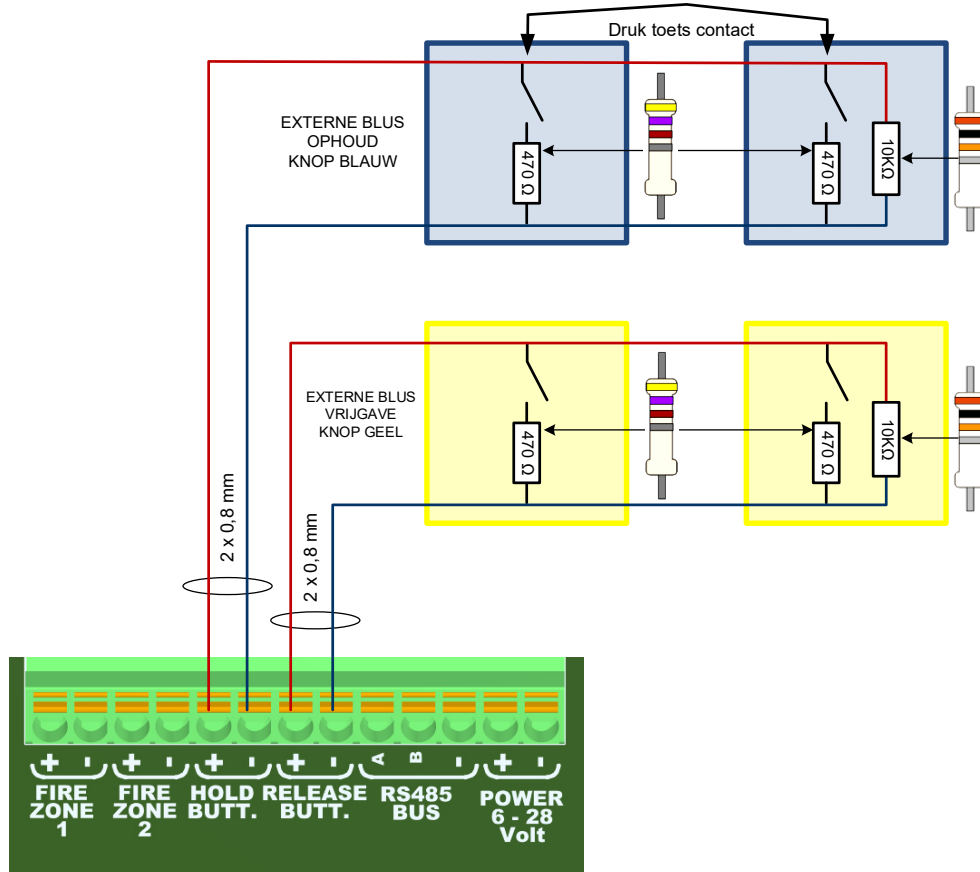 Druk toets contact
EXTERNE BLUS
OPHOUD
KNOP BLAUW
470 Ω
470 Ω
10KΩ
EXTERNE BLUS
VRIJGAVE
KNOP GEEL
470 Ω
470 Ω
10KΩ
2 x 0,8 mm
2 x 0,8 mm
+ - + - + - + - A B - + -
FIRE
ZONE
1
FIRE
ZONE
2
HOLD
BUTT.
RELEASE
BUTT.
RS485
BUS
POWER
6 - 28
Volt